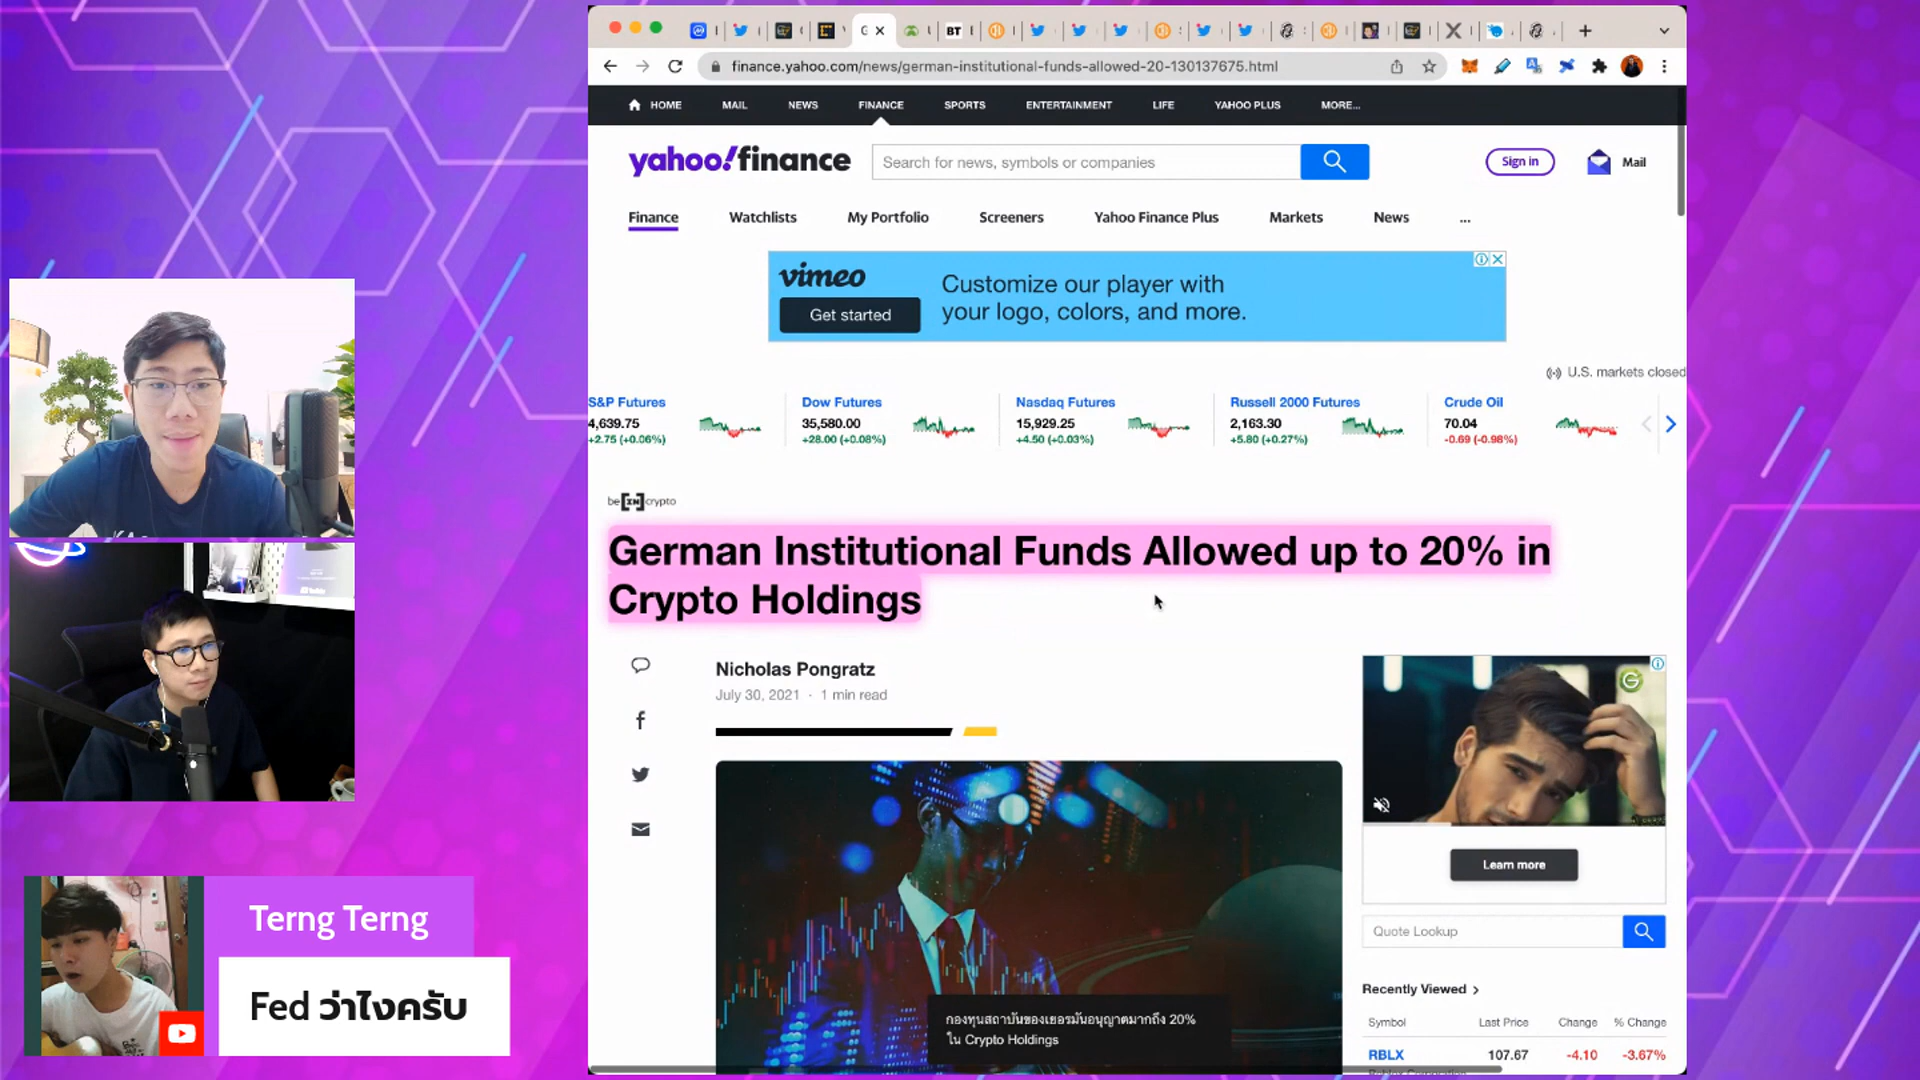 finance.yahoo.com/news/german-institutional-funds-allowed-20-130137675.html
HOME MAIL NEWS FINANCE SPORTS ENTERTAINMENT LIFE YAHOO PLUS MORE...
yahoo!finance
Search for news, symbols or companies
Sign in
Mail
Finance Watchlists My Portfolio Screeners Yahoo Finance Plus Markets News ...
vimeo
Get started
Customize our player with
your logo, colors, and more.
U.S. markets closed
S&P Futures
4,639.75
+2.75 (+0.06%)
Dow Futures
35,580.00
+28.00 (+0.08%)
Nasdaq Futures
15,929.25
+4.50 (+0.03%)
Russell 2000 Futures
2,163.30
+5.80 (+0.27%)
Crude Oil
70.04
-0.69 (-0.98%)
be[IN]crypto
German Institutional Funds Allowed up to 20% in
Crypto Holdings
Nicholas Pongratz
July 30, 2021 · 1 min read
กองทุนสถาบันของเยอรมันอนุญาตมากถึง 20%
ใน Crypto Holdings
Learn more
Quote Lookup
Recently Viewed >
Symbol Last Price Change % Change
RBLX 107.67 -4.10 -3.67%
Terng Terng
Fed ว่าไงครับ